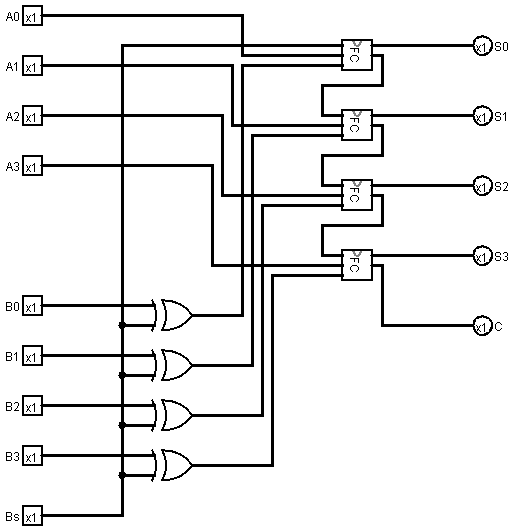 A0 x1
x1 S0
FC
A1 x1
A2 x1
x1 S1
FC
A3 x1
x1 S2
FC
x1 S3
FC
B0 x1
x1 C
B1 x1
B2 x1
B3 x1
Bs x1